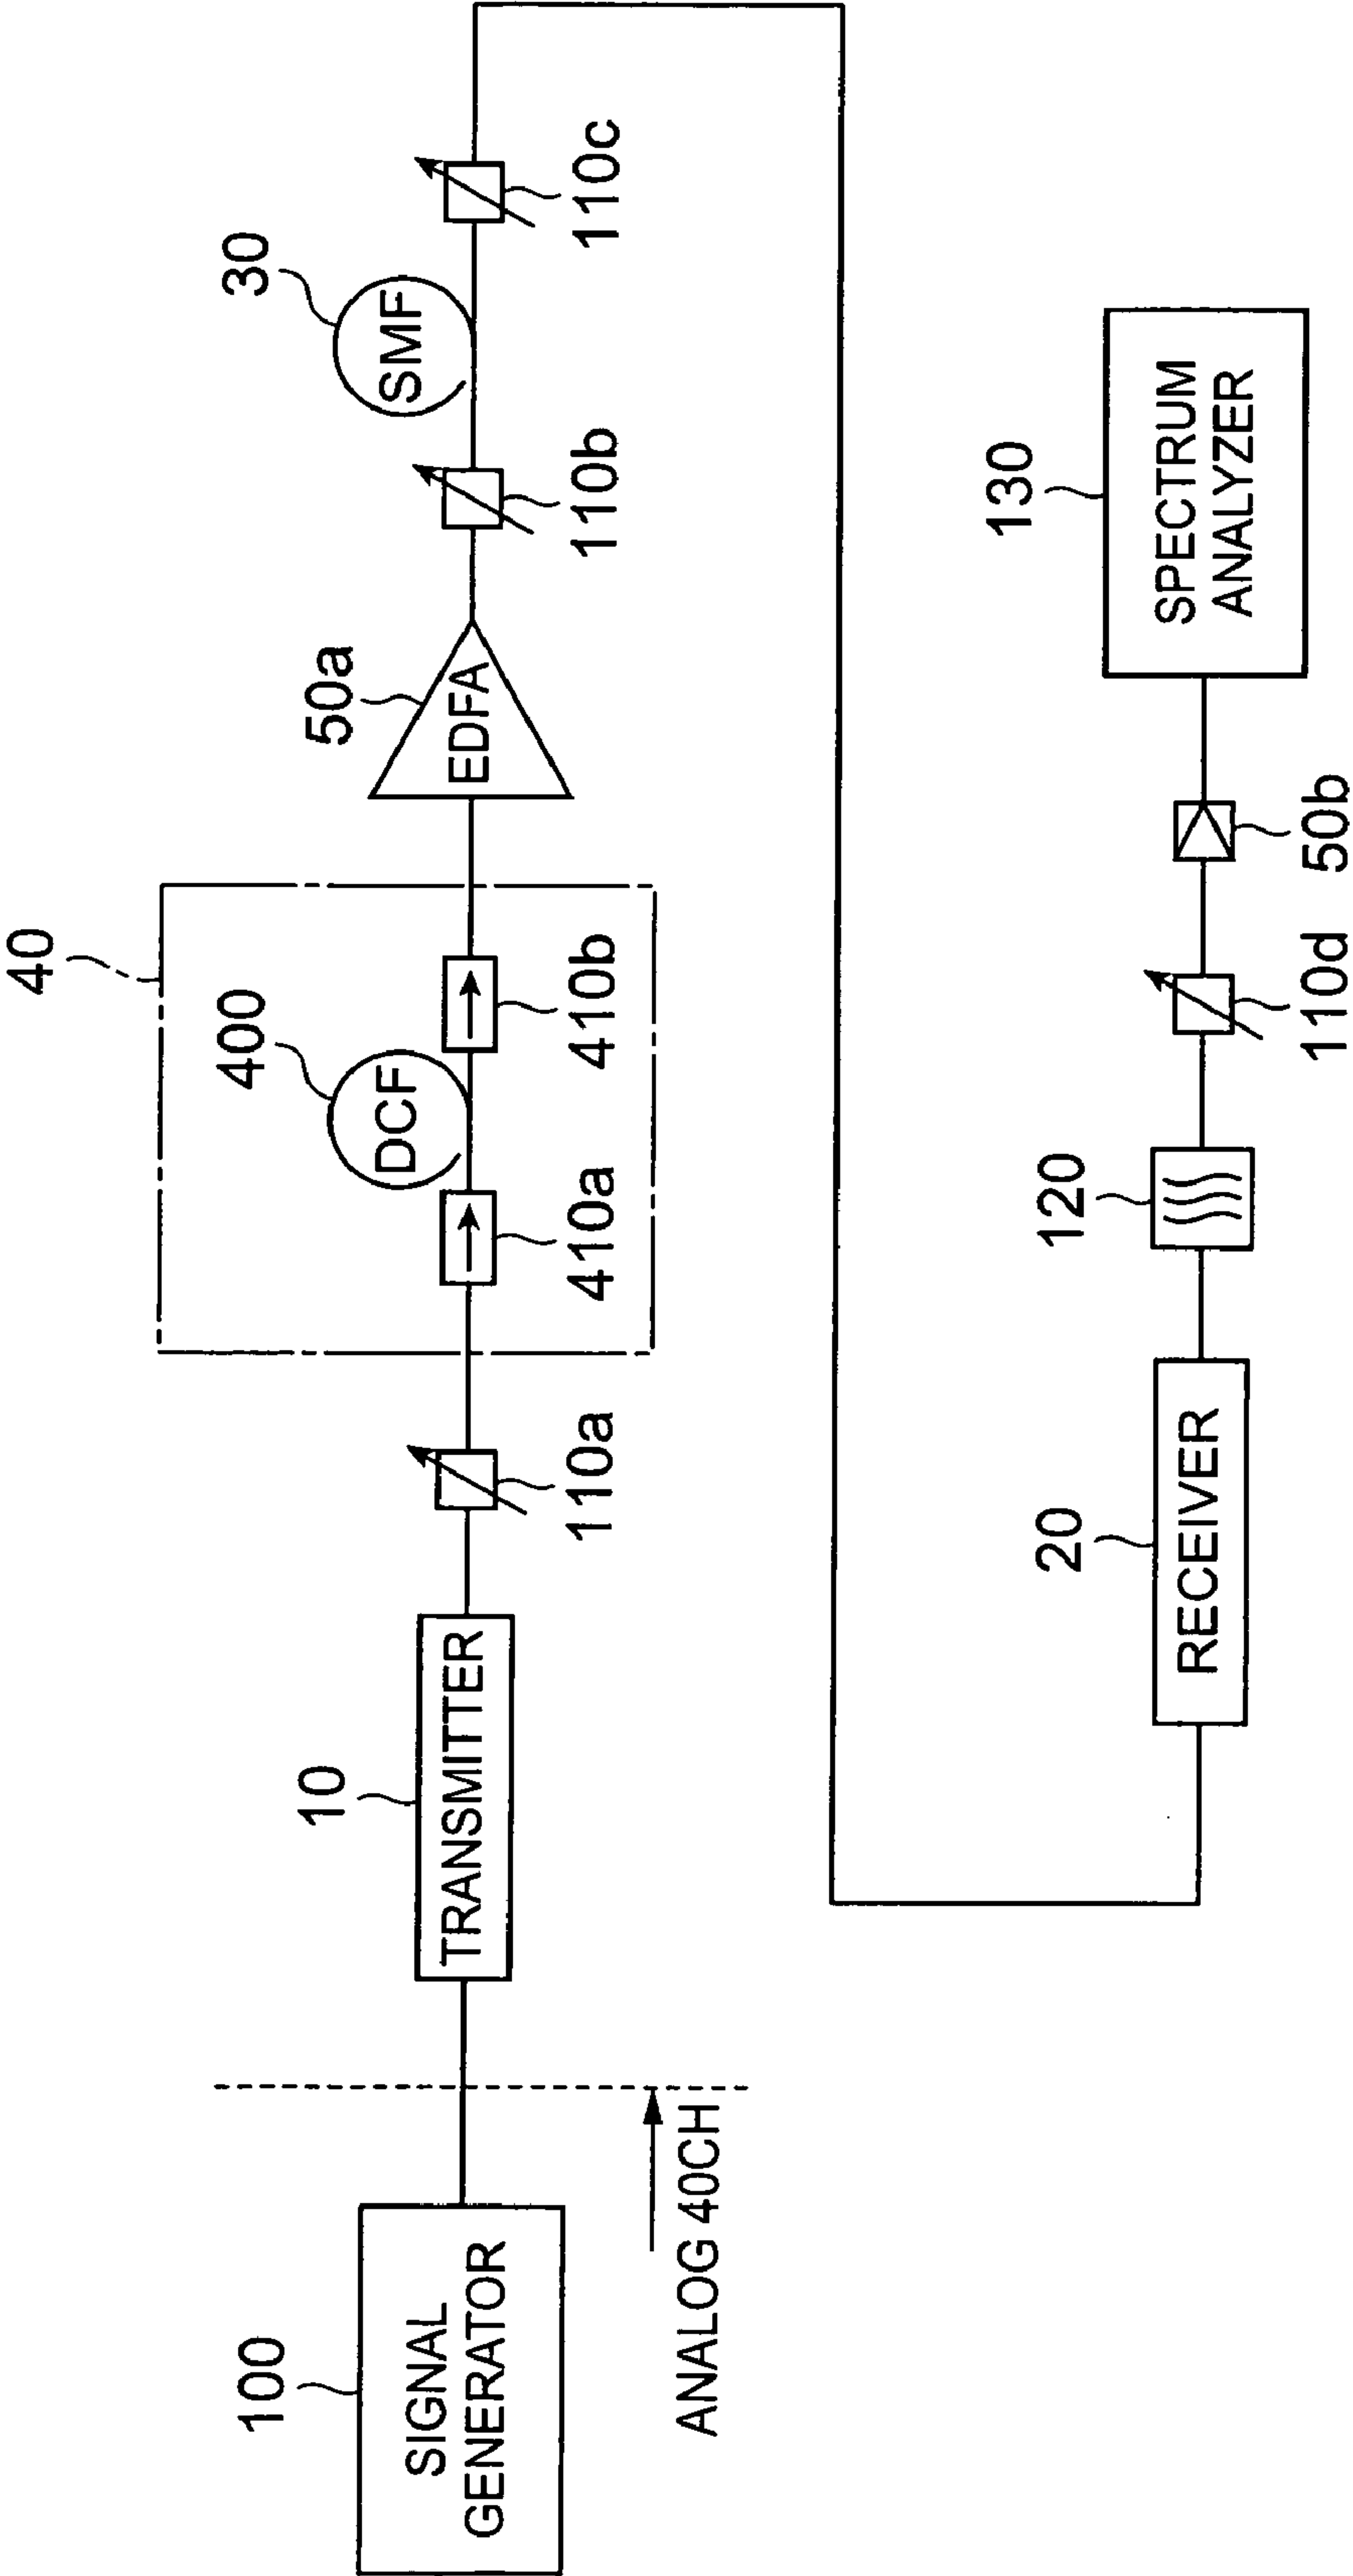 100
SIGNAL
GENERATOR
ANALOG 40CH
10
TRANSMITTER
110a
40
410a
400
DCF
410b
50a
EDFA
110b
30
SMF
110c
20
RECEIVER
120
110d
50b
130
SPECTRUM
ANALYZER